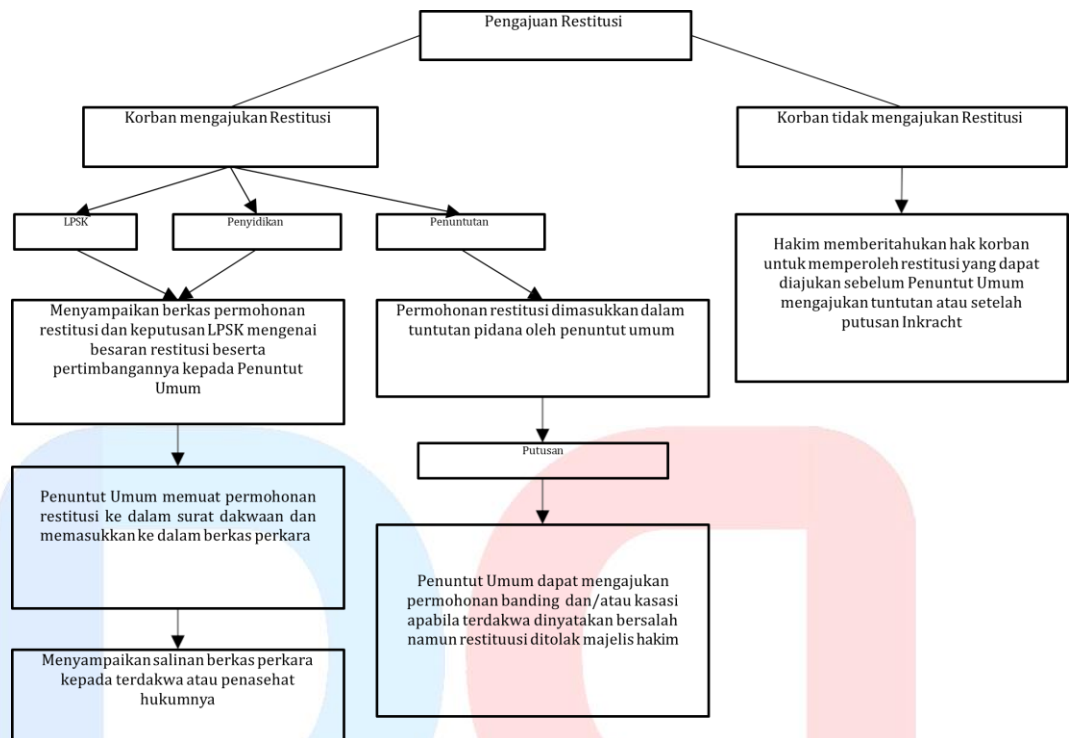 Pengajuan Restitusi
Korban mengajukan Restitusi
Korban tidak mengajukan Restitusi
LPSK
Penyidikan
Penuntutan
Menyampaikan berkas permohonan
restitusi dan keputusan LPSK mengenai
besaran restitusi beserta
pertimbangannya kepada Penuntut
Umum
Permohonan restitusi dimasukkan dalam
tuntutan pidana oleh penuntut umum
Hakim memberitahukan hak korban
untuk memperoleh restitusi yang dapat
diajukan sebelum Penuntut Umum
mengajukan tuntutan atau setelah
putusan Inkracht
Putusan
Penuntut Umum memuat permohonan
restitusi ke dalam surat dakwaan dan
memasukkan ke dalam berkas perkara
Penuntut Umum dapat mengajukan
permohonan banding dan/atau kasasi
apabila terdakwa dinyatakan bersalah
namun restituusi ditolak majelis hakim
Menyampaikan salinan berkas perkara
kepada terdakwa atau penasehat
hukumnya